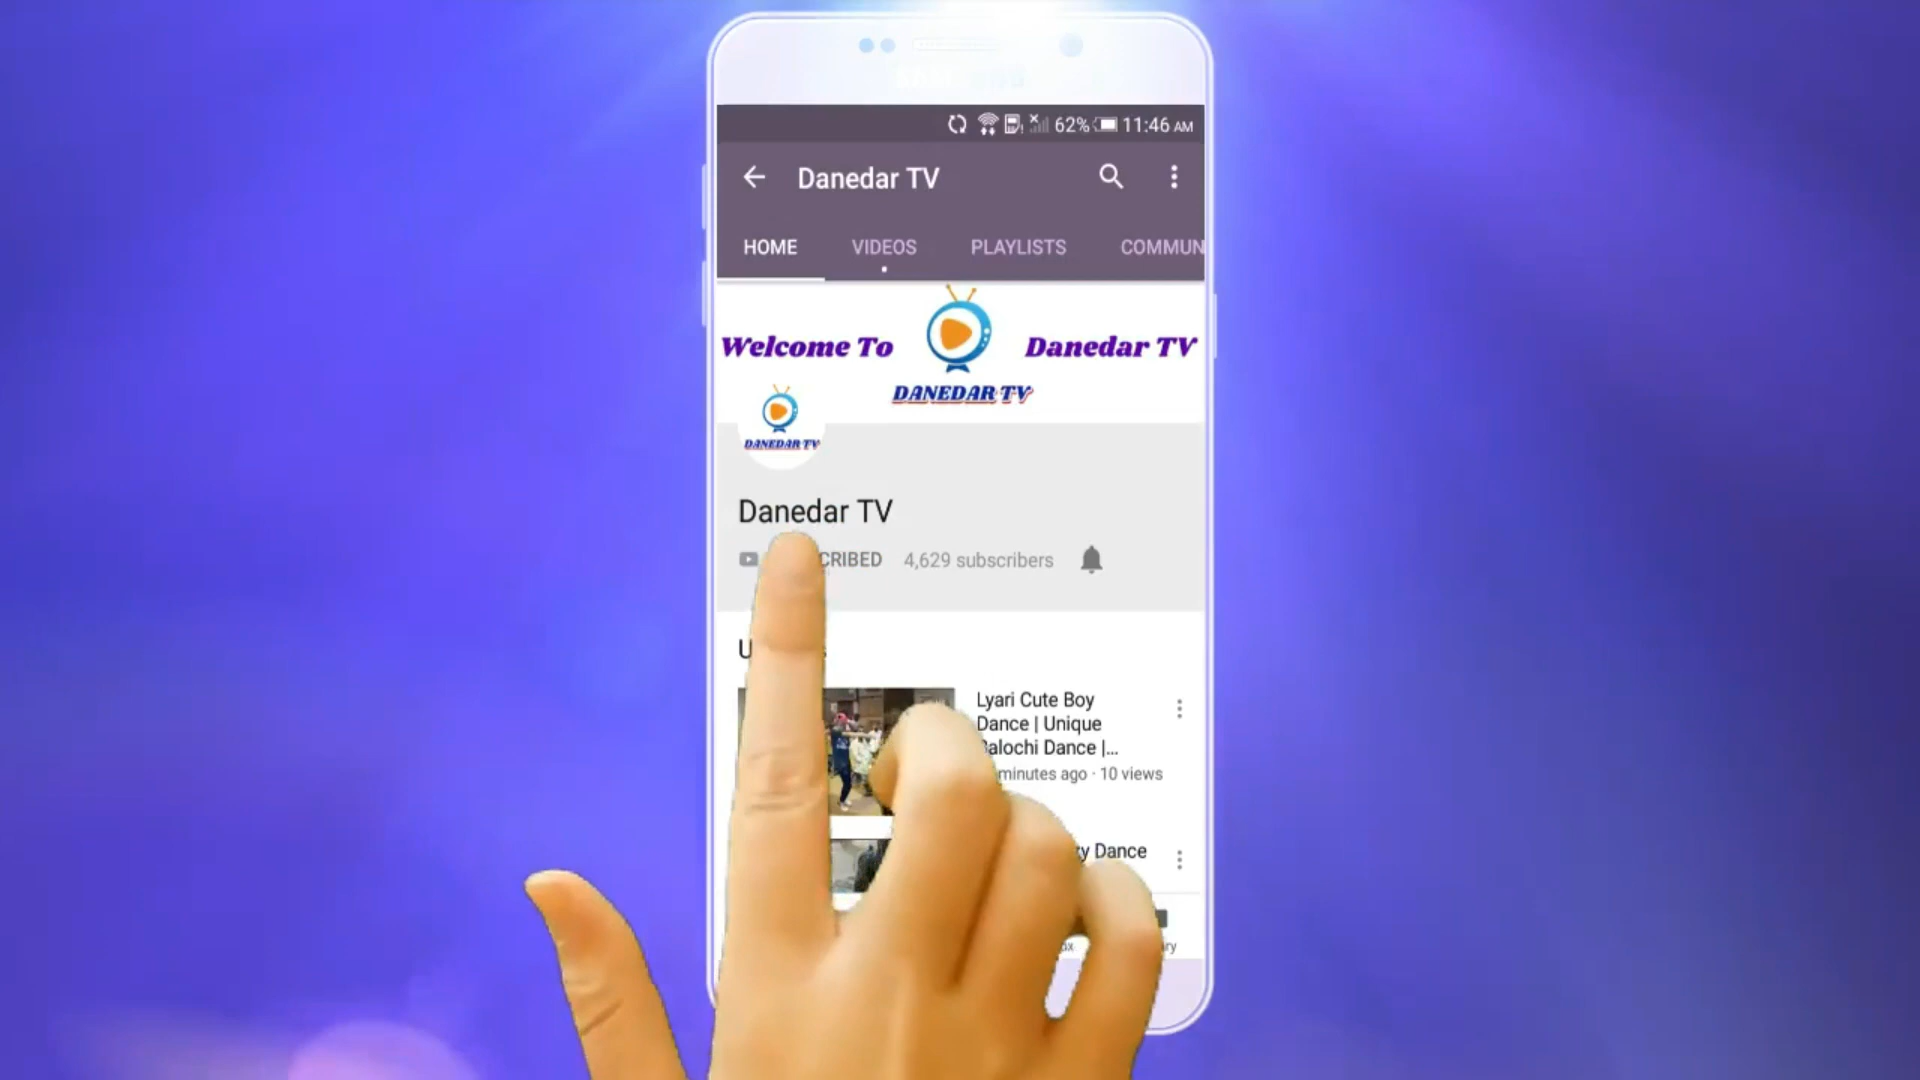 62% 11:46 AM
Danedar TV
HOME VIDEOS PLAYLISTS COMMUN
Welcome To Danedar TV
DANEDAR TV
DANEDAR TV
Danedar TV
CRIBED 4,629 subscribers
Lyari Cute Boy
Dance | Unique
Balochi Dance |...
minutes ago · 10 views
Dance